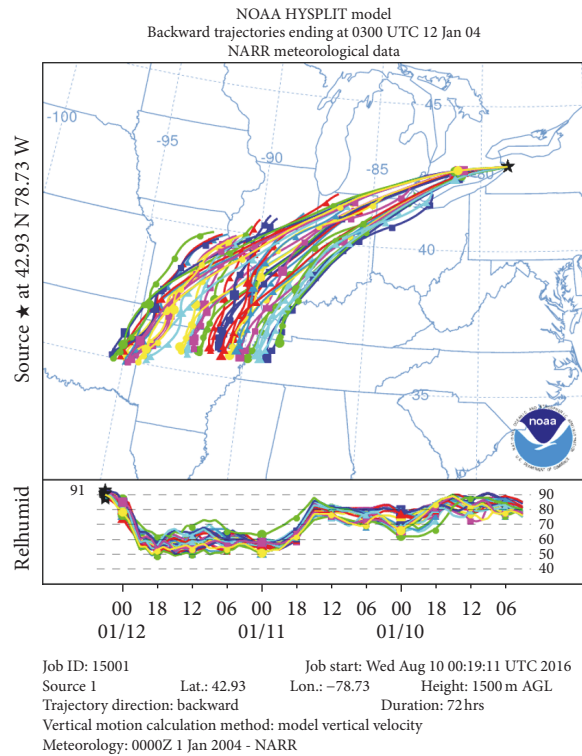 NOAA HYSPLIT model
Backward trajectories ending at 0300 UTC 12 Jan 04
NARR meteorological data
Source ★ at 42.93 N 78.73 W
-100
-95
-90
-85
-80
45
40
35
noaa
Relhumid
91
90
80
70
60
50
40
00 18 12 06 00 18 12 06 00 18 12 06
01/12 01/11 01/10
Job ID: 15001 Job start: Wed Aug 10 00:19:11 UTC 2016
Source 1 Lat.: 42.93 Lon.: −78.73 Height: 1500 m AGL
Trajectory direction: backward Duration: 72 hrs
Vertical motion calculation method: model vertical velocity
Meteorology: 0000Z 1 Jan 2004 - NARR